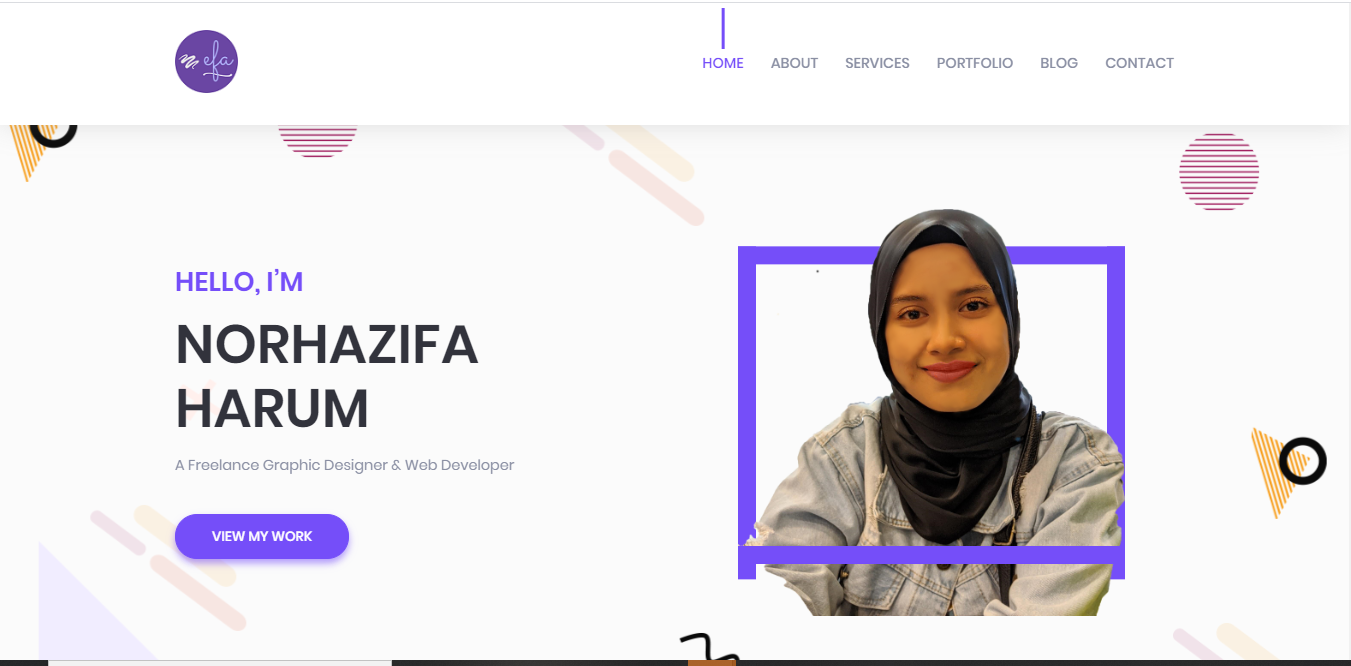 efa
HOME ABOUT SERVICES PORTFOLIO BLOG CONTACT
HELLO, I’M
NORHAZIFA
HARUM
A Freelance Graphic Designer & Web Developer
VIEW MY WORK